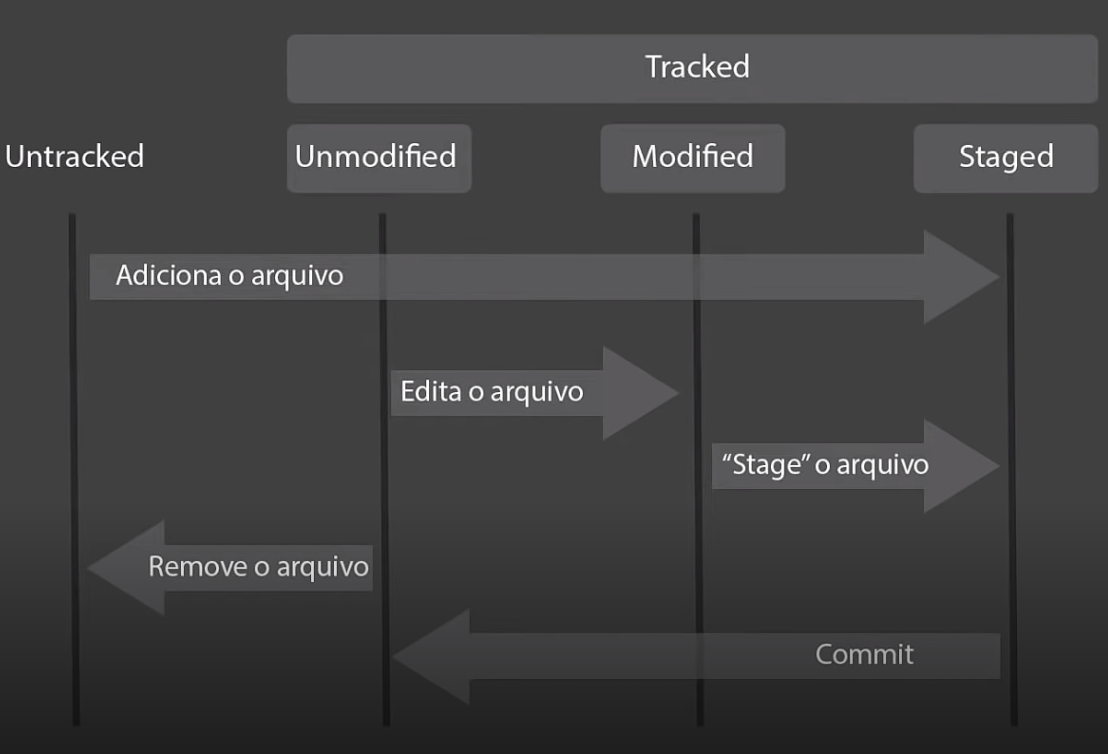 Tracked
Untracked
Unmodified
Modified
Staged
Adiciona o arquivo
Edita o arquivo
“Stage” o arquivo
Remove o arquivo
Commit